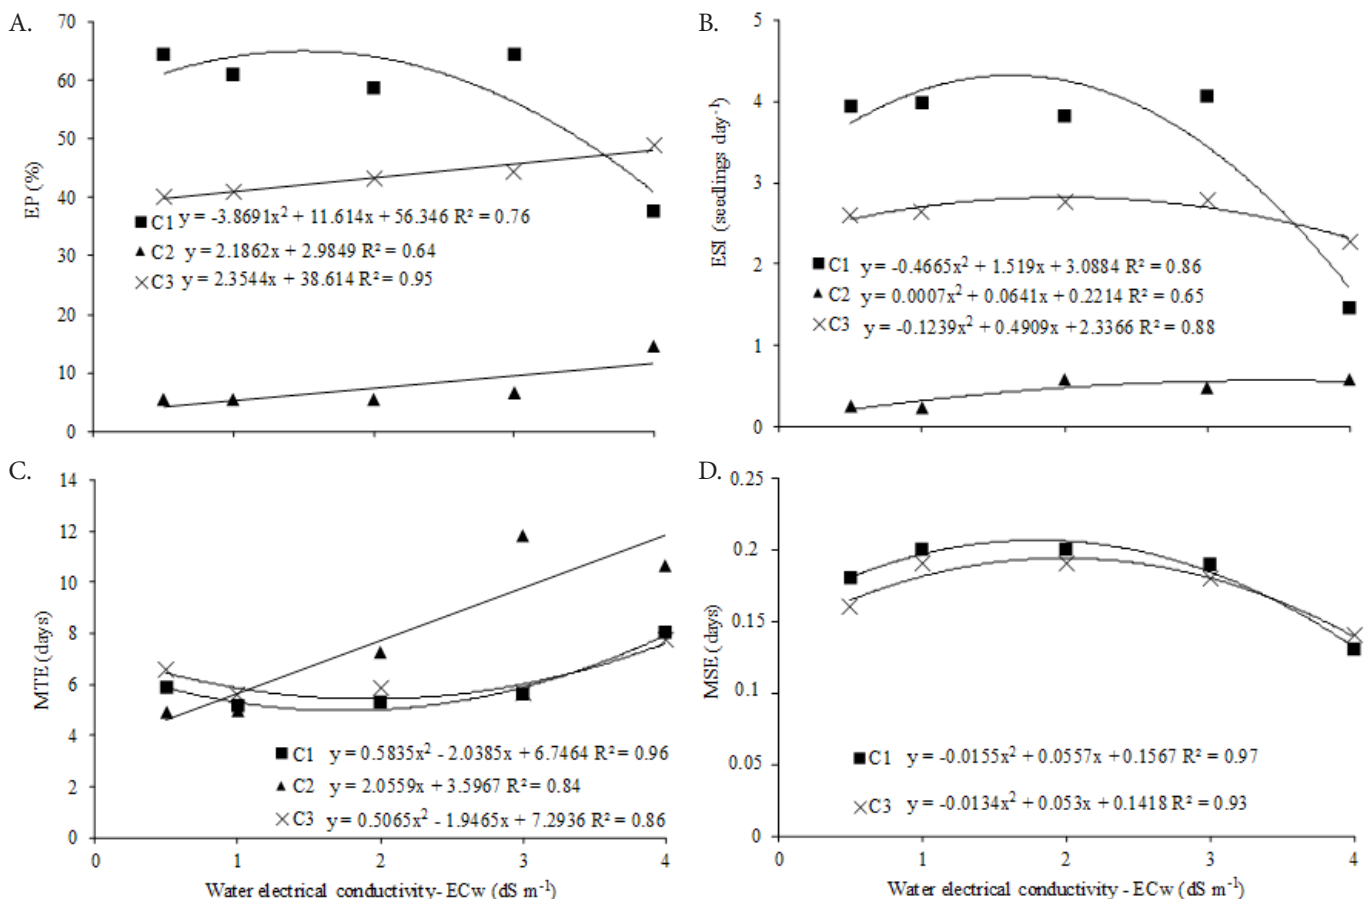 A.
70
60
50
40
30
20
10
0
EP (%)
C1 y = -3.8691x² + 11.614x + 56.346 R² = 0.76
C2 y = 2.1862x + 2.9849 R² = 0.64
C3 y = 2.3544x + 38.614 R² = 0.95
B.
5
4
3
2
1
0
ESI (seedlings day⁻¹)
C1 y = -0.4665x² + 1.519x + 3.0884 R² = 0.86
C2 y = 0.0007x² + 0.0641x + 0.2214 R² = 0.65
C3 y = -0.1239x² + 0.4909x + 2.3366 R² = 0.88
C.
14
12
10
8
6
4
2
0
MTE (days)
C1 y = 0.5835x² - 2.0385x + 6.7464 R² = 0.96
C2 y = 2.0559x + 3.5967 R² = 0.84
C3 y = 0.5065x² - 1.9465x + 7.2936 R² = 0.86
0 1 2 3 4
Water electrical conductivity- ECw (dS m⁻¹)
D.
0.25
0.2
0.15
0.1
0.05
0
MSE (days)
C1 y = -0.0155x² + 0.0557x + 0.1567 R² = 0.97
C3 y = -0.0134x² + 0.053x + 0.1418 R² = 0.93
0 1 2 3 4
Water electrical conductivity - ECw (dS m⁻¹)